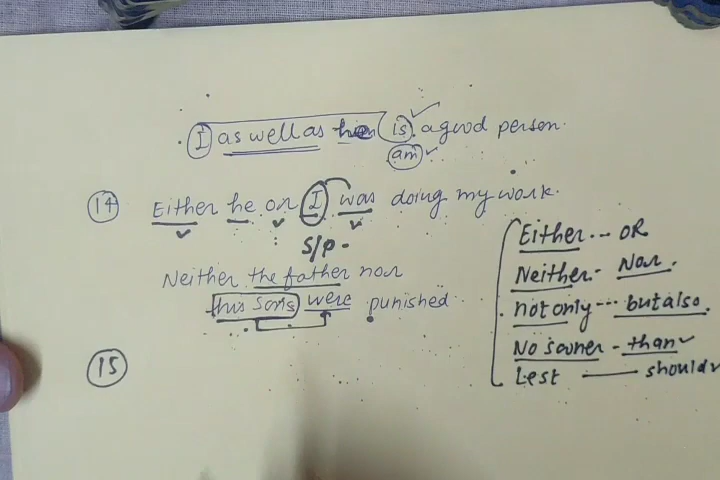 I as well as is a good person.
am
14 Either he or I was doing my work.
S/P -
Neither the father nor
his sons were punished
15
Either --- OR
Neither - Nor.
not only --- but also.
No sooner - than
Lest —— should